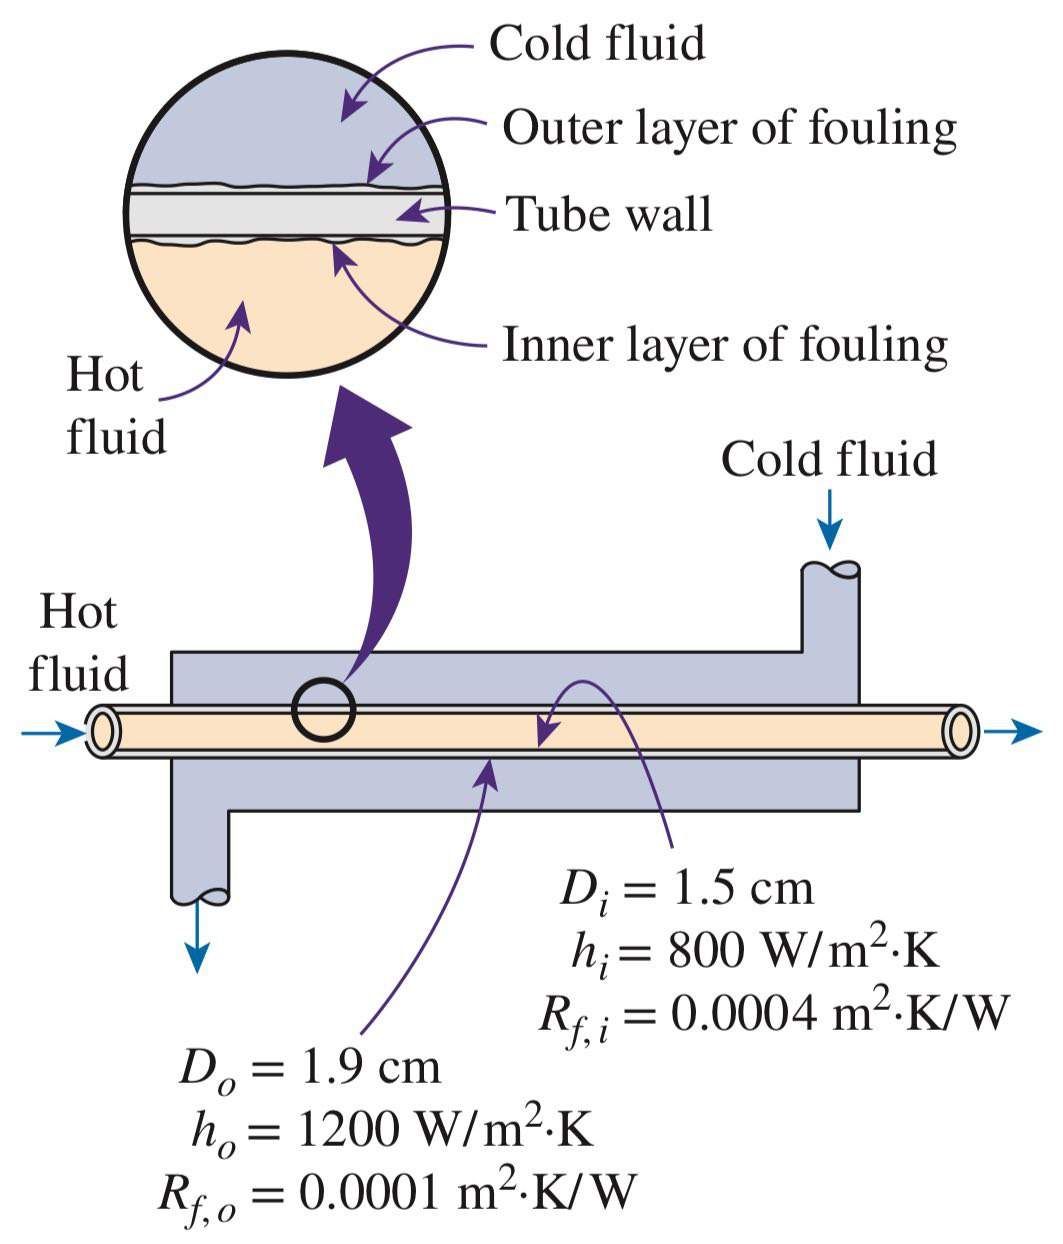 Cold fluid
Outer layer of fouling
Tube wall
Inner layer of fouling
Hot
fluid
Cold fluid
Hot
fluid
D_i = 1.5 cm
h_i = 800 W/m²·K
R_{f, i} = 0.0004 m²·K/W
D_o = 1.9 cm
h_o = 1200 W/m²·K
R_{f, o} = 0.0001 m²·K/W